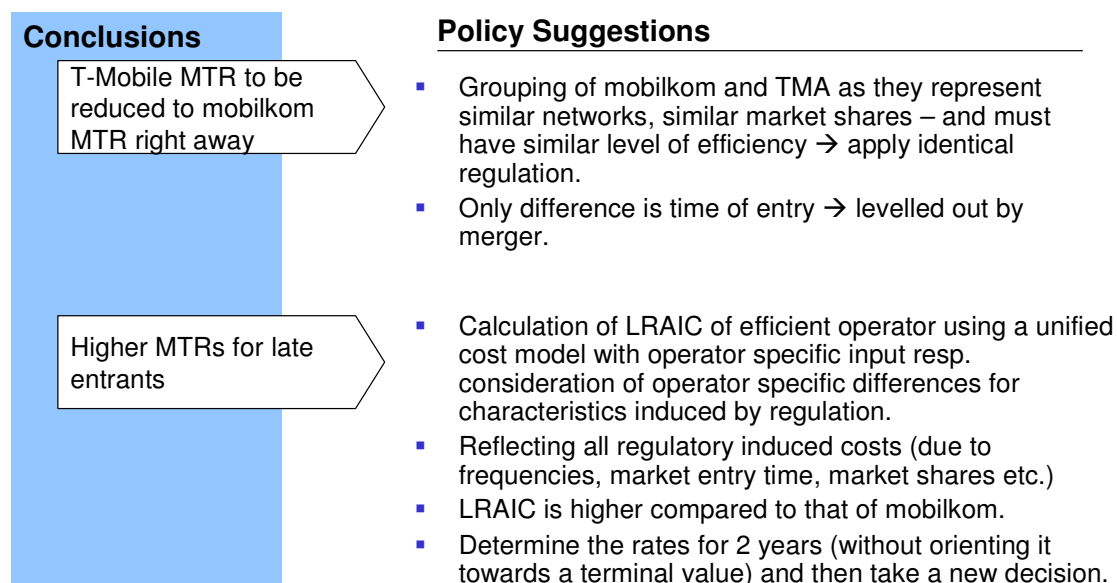 Conclusions
Policy Suggestions
T-Mobile MTR to be
reduced to mobilkom
MTR right away
▪ Grouping of mobilkom and TMA as they represent
similar networks, similar market shares – and must
have similar level of efficiency → apply identical
regulation.
▪ Only difference is time of entry → levelled out by
merger.
Higher MTRs for late
entrants
▪ Calculation of LRAIC of efficient operator using a unified
cost model with operator specific input resp.
consideration of operator specific differences for
characteristics induced by regulation.
▪ Reflecting all regulatory induced costs (due to
frequencies, market entry time, market shares etc.)
▪ LRAIC is higher compared to that of mobilkom.
▪ Determine the rates for 2 years (without orienting it
towards a terminal value) and then take a new decision.